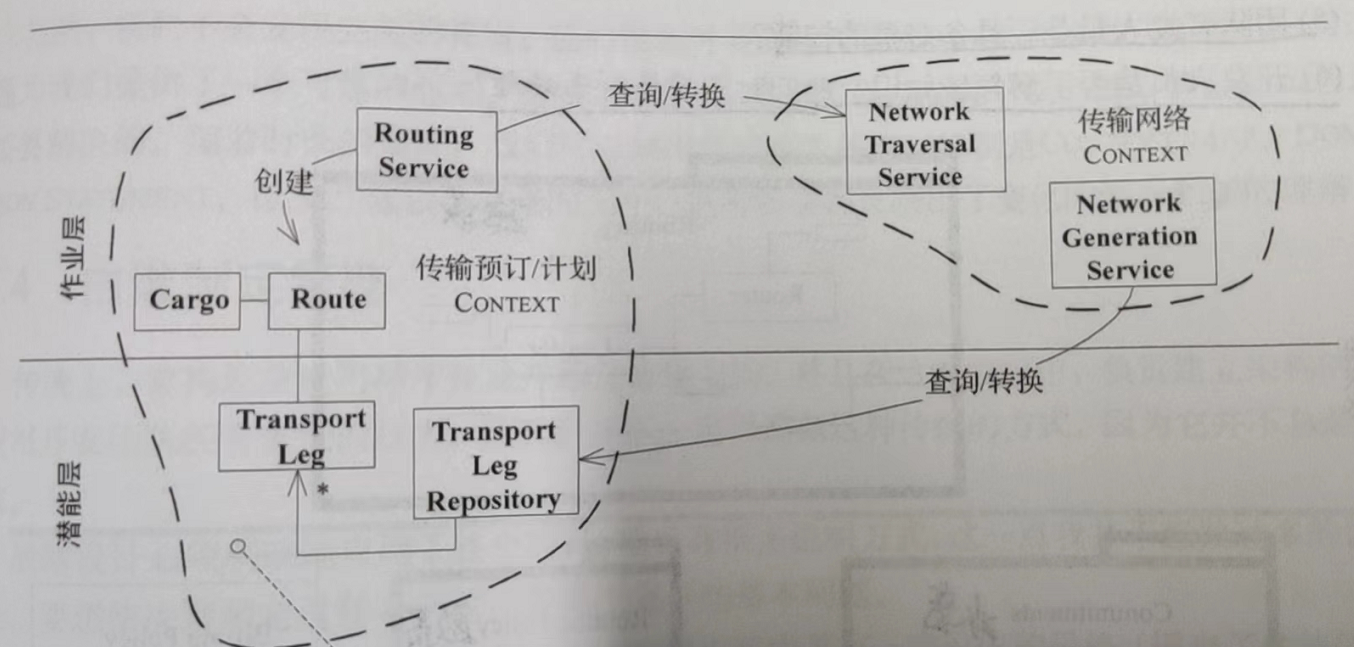 查询/转换
Routing
Service
Network
Traversal
Service
传输网络
CONTEXT
创建
Network
Generation
Service
作业层
传输预订/计划
CONTEXT
Cargo
Route
查询/转换
Transport
Leg
Transport
Leg
Repository
*
潜能层